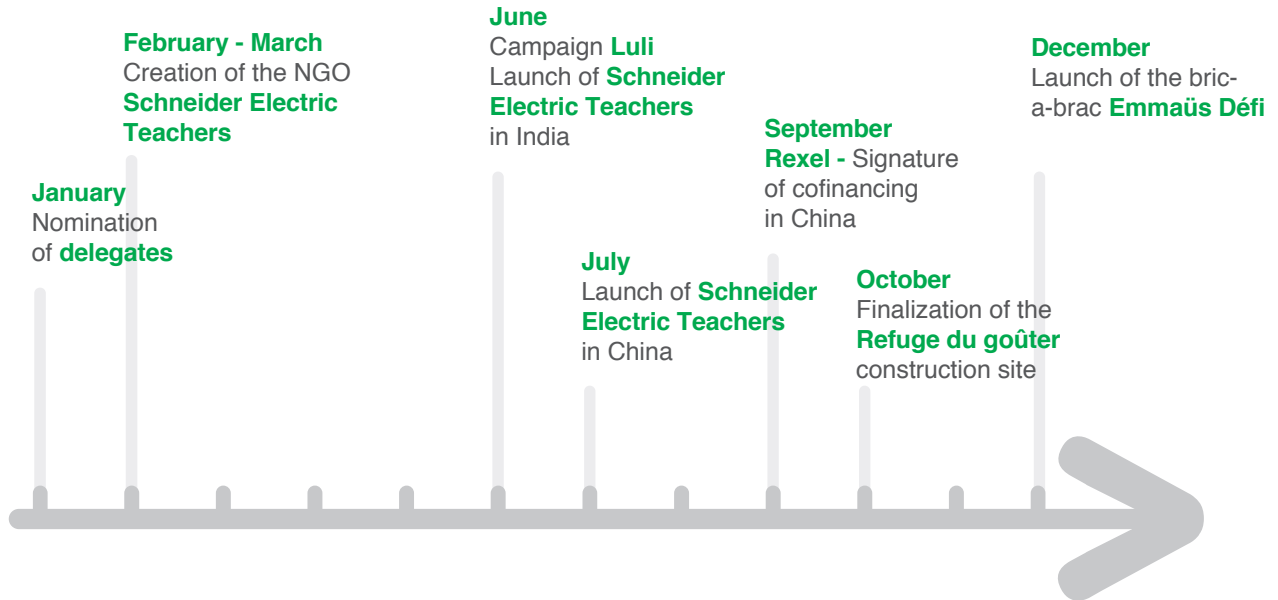 January
Nomination
of delegates
February - March
Creation of the NGO
Schneider Electric
Teachers
June
Campaign Luli
Launch of Schneider
Electric Teachers
in India
July
Launch of Schneider
Electric Teachers
in China
September
Rexel - Signature
of cofinancing
in China
October
Finalization of the
Refuge du goûter
construction site
December
Launch of the bric-
a-brac Emmaüs Défi